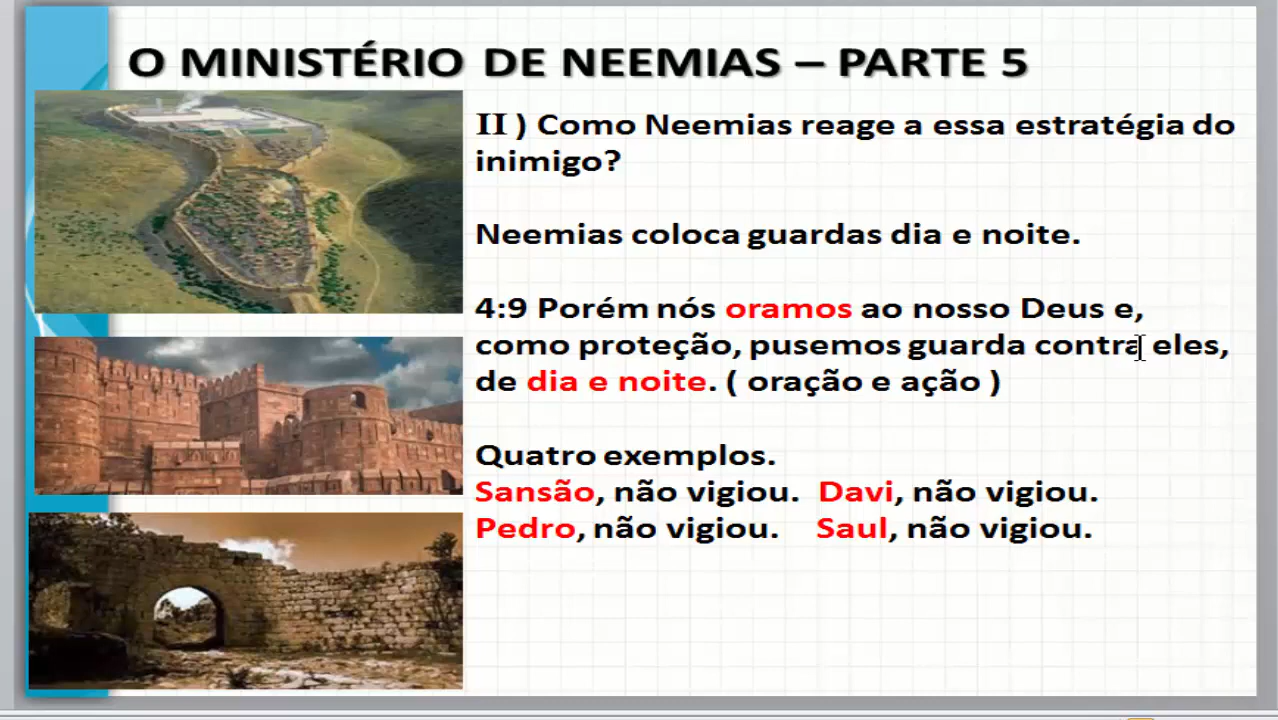 O MINISTÉRIO DE NEEMIAS – PARTE 5
II ) Como Neemias reage a essa estratégia do
inimigo?
Neemias coloca guardas dia e noite.
4:9 Porém nós oramos ao nosso Deus e,
como proteção, pusemos guarda contra eles,
de dia e noite. ( oração e ação )
Quatro exemplos.
Sansão, não vigiou. Davi, não vigiou.
Pedro, não vigiou. Saul, não vigiou.